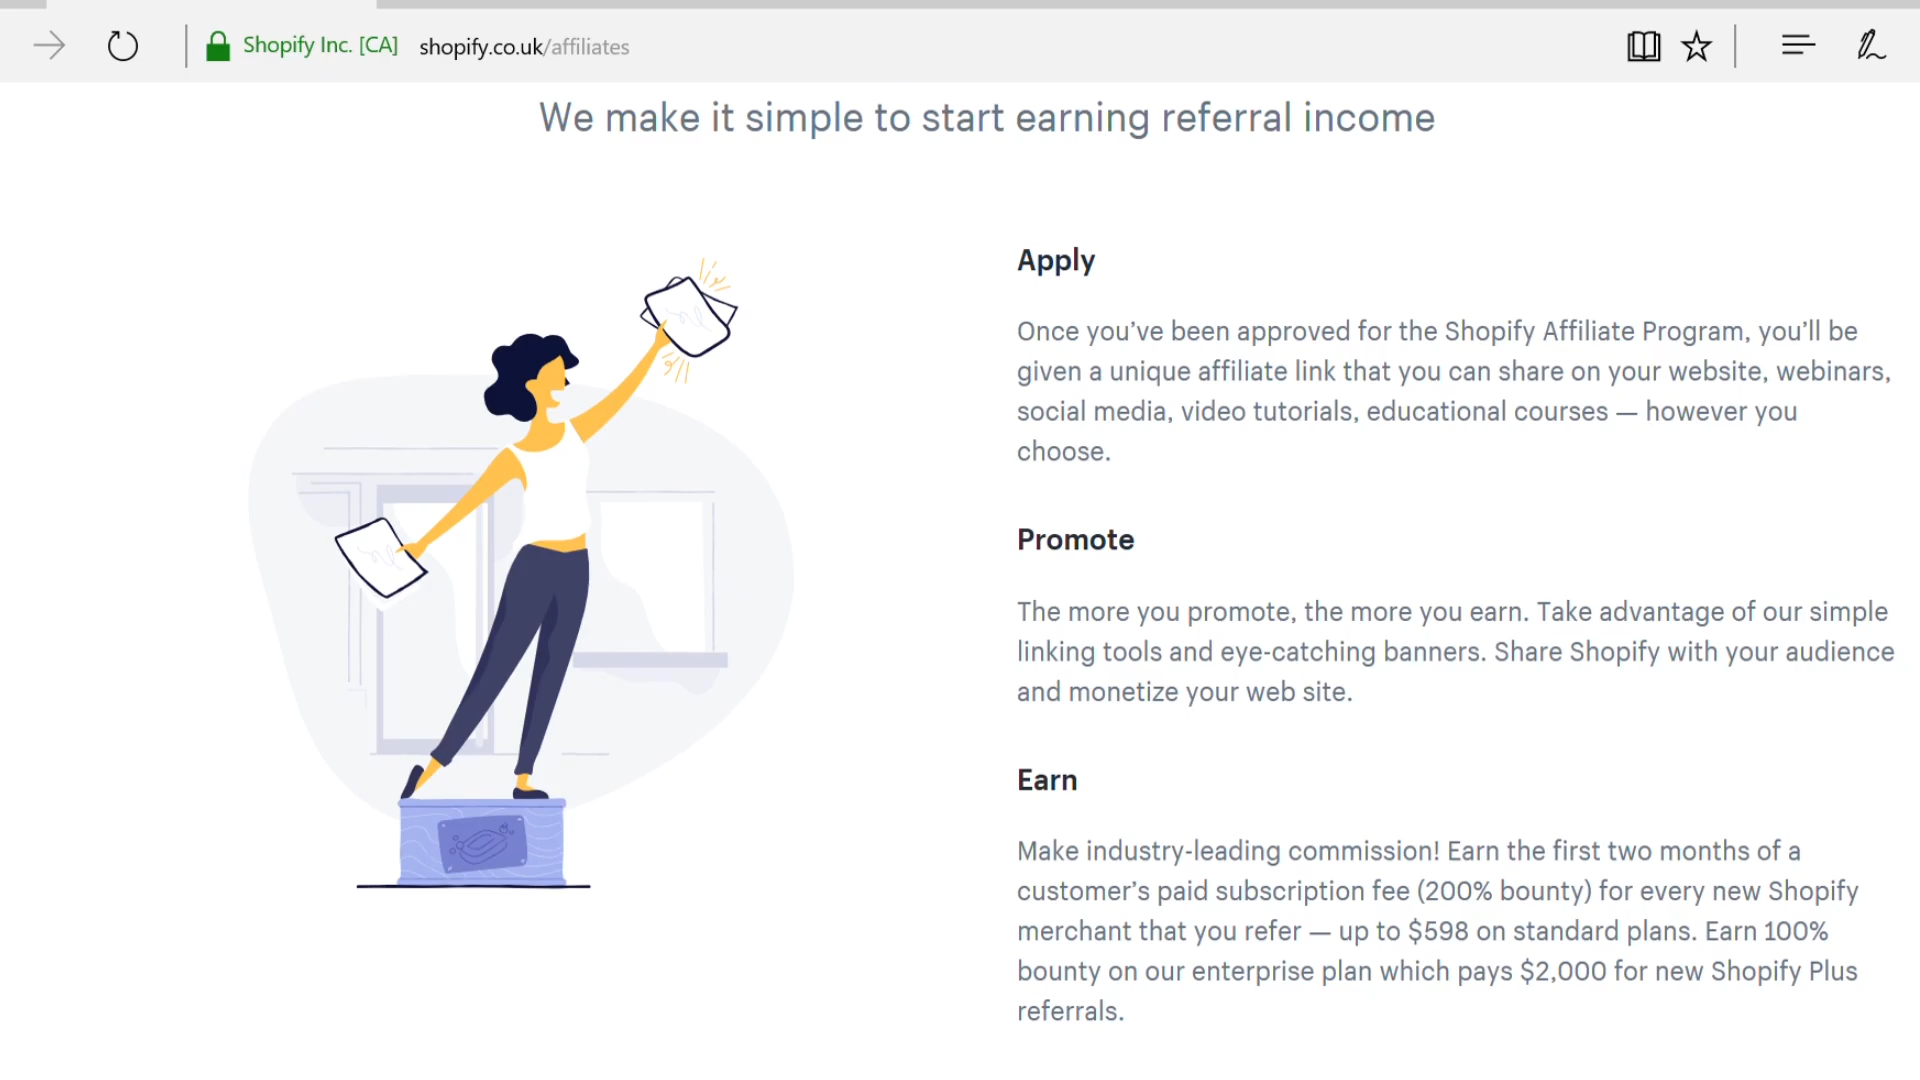 Shopify Inc. [CA] shopify.co.uk/affiliates
We make it simple to start earning referral income
Apply
Once you’ve been approved for the Shopify Affiliate Program, you’ll be
given a unique affiliate link that you can share on your website, webinars,
social media, video tutorials, educational courses — however you
choose.
Promote
The more you promote, the more you earn. Take advantage of our simple
linking tools and eye-catching banners. Share Shopify with your audience
and monetize your web site.
Earn
Make industry-leading commission! Earn the first two months of a
customer’s paid subscription fee (200% bounty) for every new Shopify
merchant that you refer — up to $598 on standard plans. Earn 100%
bounty on our enterprise plan which pays $2,000 for new Shopify Plus
referrals.